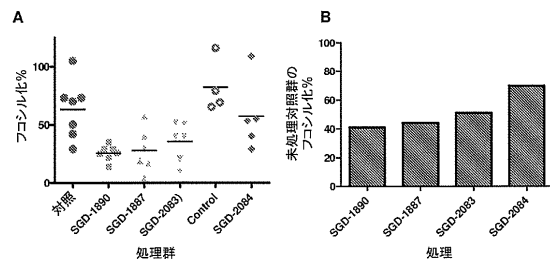 A
フコシル化%
100
50
0
対照
SGD-1890
SGD-1887
SGD-2083)
Control
SGD-2084
処理群
B
未処理対照群の
フコシル化%
100
80
60
40
20
0
SGD-1890
SGD-1887
SGD-2083
SGD-2084
処理